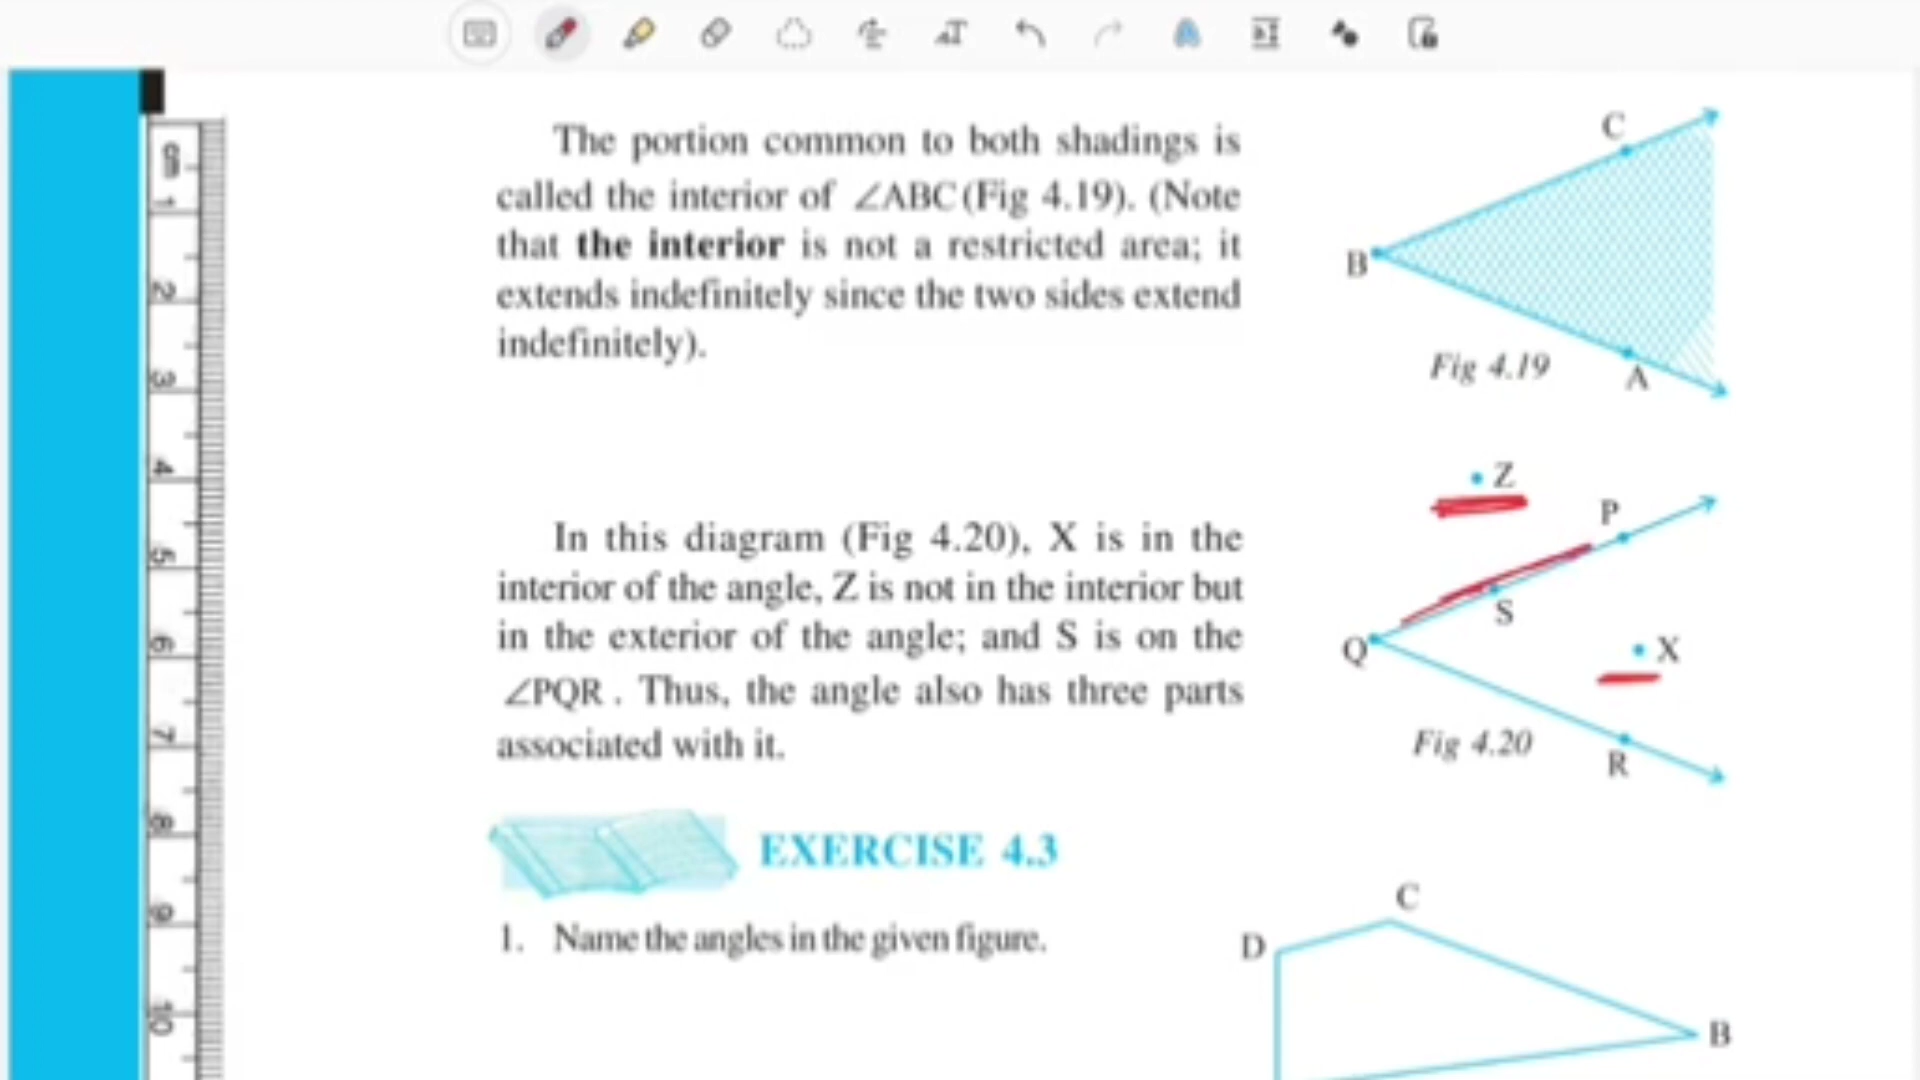 The portion common to both shadings is
called the interior of ∠ABC (Fig 4.19). (Note
that the interior is not a restricted area; it
extends indefinitely since the two sides extend
indefinitely).
C
B
A
Fig 4.19
In this diagram (Fig 4.20), X is in the
interior of the angle, Z is not in the interior but
in the exterior of the angle; and S is on the
∠PQR . Thus, the angle also has three parts
associated with it.
Z
P
S
Q
X
R
Fig 4.20
EXERCISE 4.3
1. Name the angles in the given figure.
C
D
B
cm
1
2
3
4
5
6
7
8
9
10